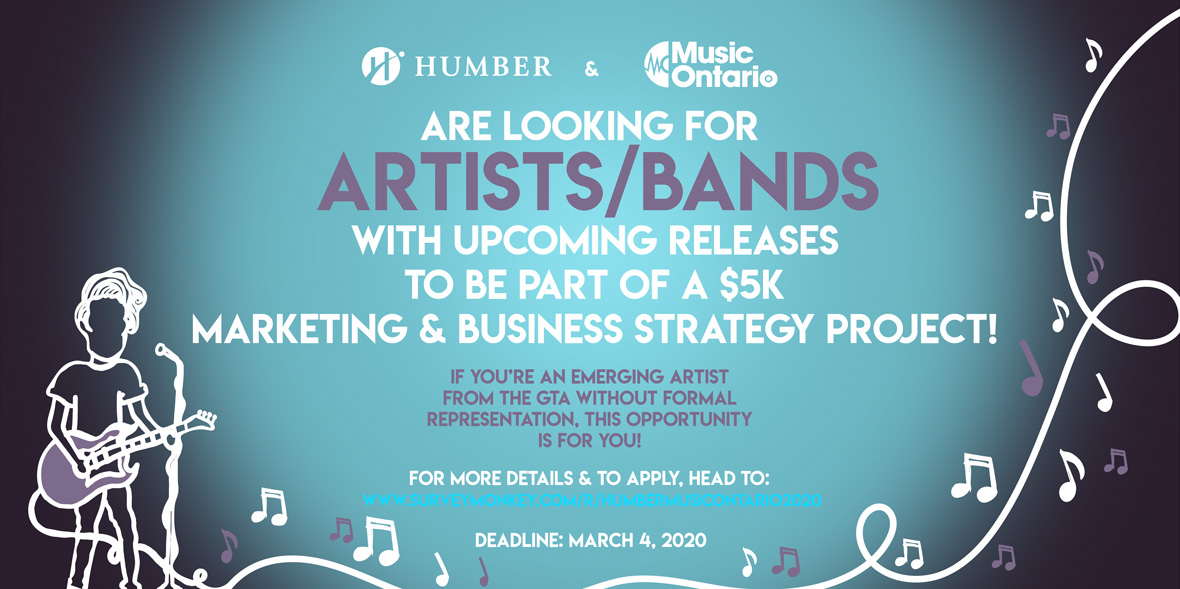 HUMBER & Music Ontario
ARE LOOKING FOR
ARTISTS/BANDS
WITH UPCOMING RELEASES
TO BE PART OF A $5K
MARKETING & BUSINESS STRATEGY PROJECT!
IF YOU'RE AN EMERGING ARTIST
FROM THE GTA WITHOUT FORMAL
REPRESENTATION, THIS OPPORTUNITY
IS FOR YOU!
FOR MORE DETAILS & TO APPLY, HEAD TO:
WWW.SURVEYMONKEY.COM/R/HUMBERMUSICONTARIO2020
DEADLINE: MARCH 4, 2020